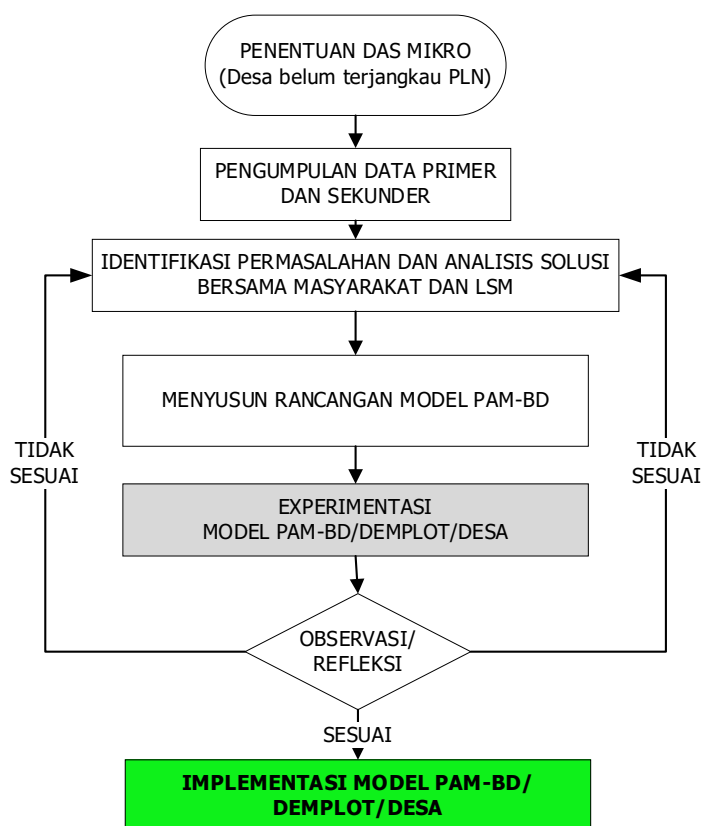 PENENTUAN DAS MIKRO
(Desa belum terjangkau PLN)
PENGUMPULAN DATA PRIMER
DAN SEKUNDER
IDENTIFIKASI PERMASALAHAN DAN ANALISIS SOLUSI
BERSAMA MASYARAKAT DAN LSM
MENYUSUN RANCANGAN MODEL PAM-BD
TIDAK
SESUAI
TIDAK
SESUAI
EXPERIMENTASI
MODEL PAM-BD/DEMPLOT/DESA
OBSERVASI/
REFLEKSI
SESUAI
IMPLEMENTASI MODEL PAM-BD/
DEMPLOT/DESA